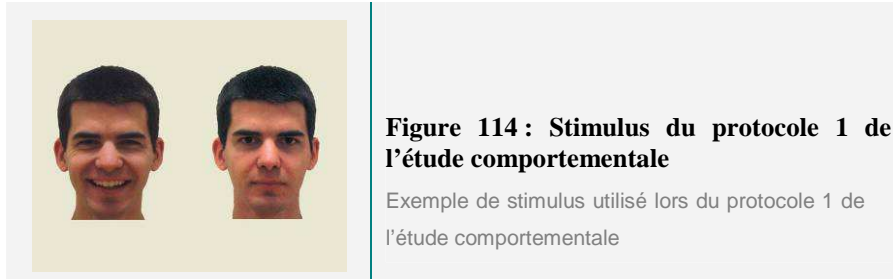 Figure 114 : Stimulus du protocole 1 de
l’étude comportementale
Exemple de stimulus utilisé lors du protocole 1 de
l’étude comportementale